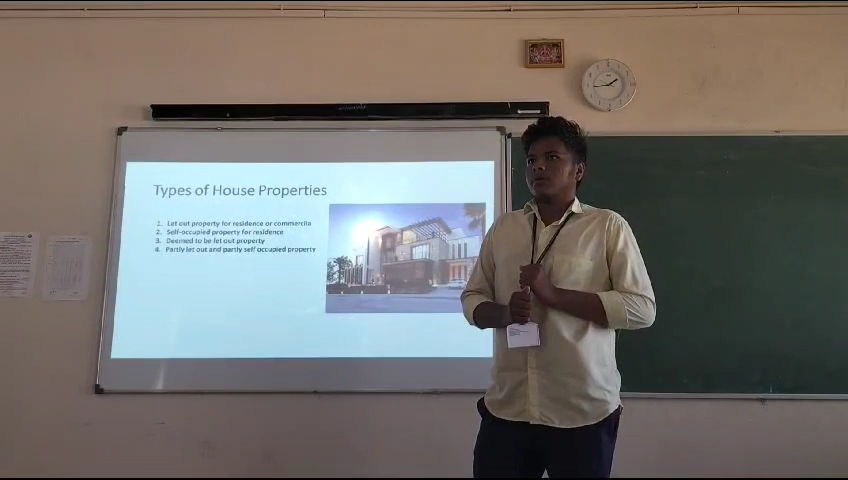 Types of House Properties
1. Let out property for residence or commercila
2. Self-occupied property for residence
3. Deemed to be let out property
4. Partly let out and partly self occupied property